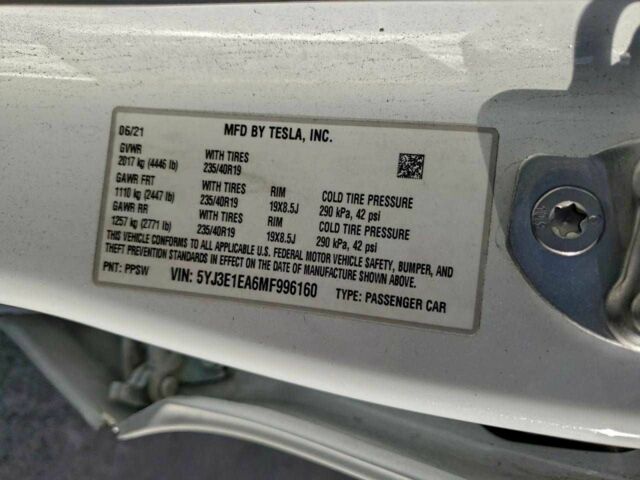 06/21 MFD BY TESLA, INC.
GVWR WITH TIRES
2017 kg (4446 lb) 235/40R19
GAWR FRT WITH TIRES RIM COLD TIRE PRESSURE
1110 kg (2447 lb) 235/40R19 19X8.5J 290 kPa, 42 psi
GAWR RR WITH TIRES RIM COLD TIRE PRESSURE
1257 kg (2771 lb) 235/40R19 19X8.5J 290 kPa, 42 psi
THIS VEHICLE CONFORMS TO ALL APPLICABLE U.S. FEDERAL MOTOR VEHICLE SAFETY, BUMPER, AND
THEFT PREVENTION STANDARDS IN EFFECT ON THE DATE OF MANUFACTURE SHOWN ABOVE.
PNT: PPSW VIN: 5YJ3E1EA6MF996160 TYPE: PASSENGER CAR